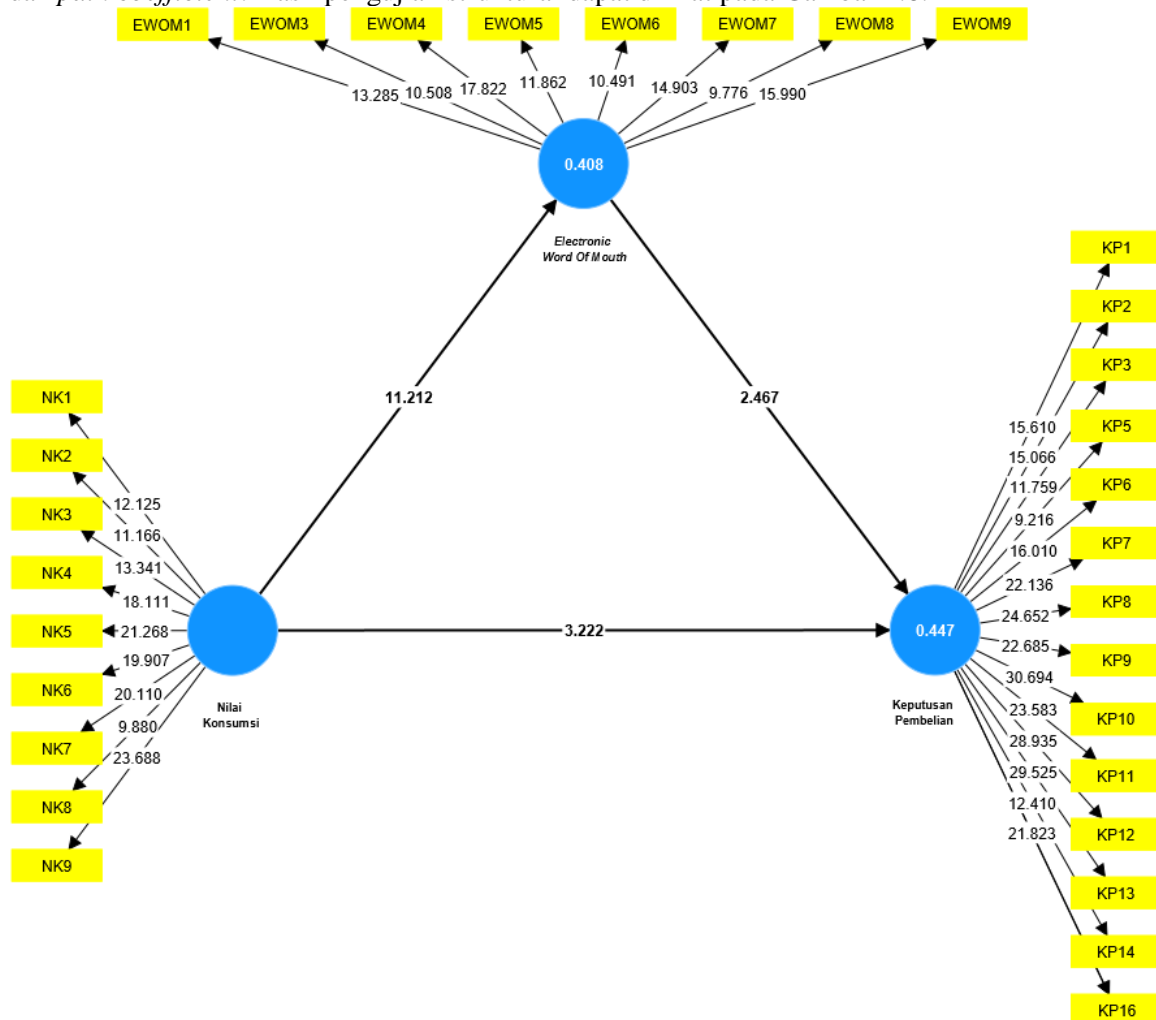 EWOM1 EWOM3 EWOM4 EWOM5 EWOM6 EWOM7 EWOM8 EWOM9
13.285 10.508 17.822 11.862 10.491 14.903 9.776 15.990
0.408
Electronic
Word Of Mouth
KP1
KP2
KP3
KP5
KP6
KP7
KP8
KP9
KP10
KP11
KP12
KP13
KP14
KP16
15.610
15.066
11.759
9.216
16.010
22.136
24.652
22.685
30.694
23.583
28.935
29.525
12.410
21.823
11.212
2.467
3.222
NK1
NK2
NK3
NK4
NK5
NK6
NK7
NK8
NK9
12.125
11.166
13.341
18.111
21.268
19.907
20.110
9.880
23.688
Nilai
Konsumsi
0.447
Keputusan
Pembelian